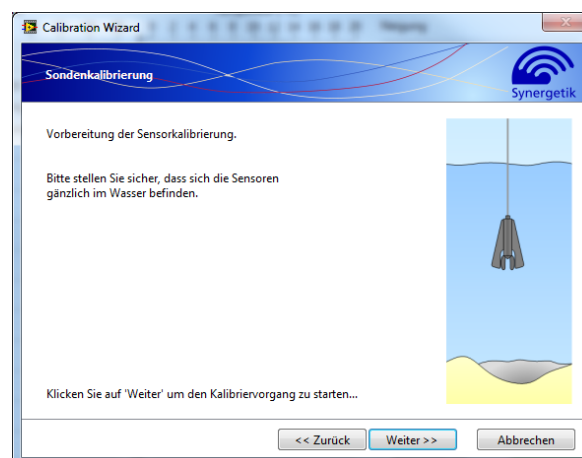 Calibration Wizard
Sondenkalibrierung
Synergetik
Vorbereitung der Sensorkalibrierung.
Bitte stellen Sie sicher, dass sich die Sensoren
gänzlich im Wasser befinden.
Klicken Sie auf 'Weiter' um den Kalibriervorgang zu starten...
<< Zurück
Weiter >>
Abbrechen